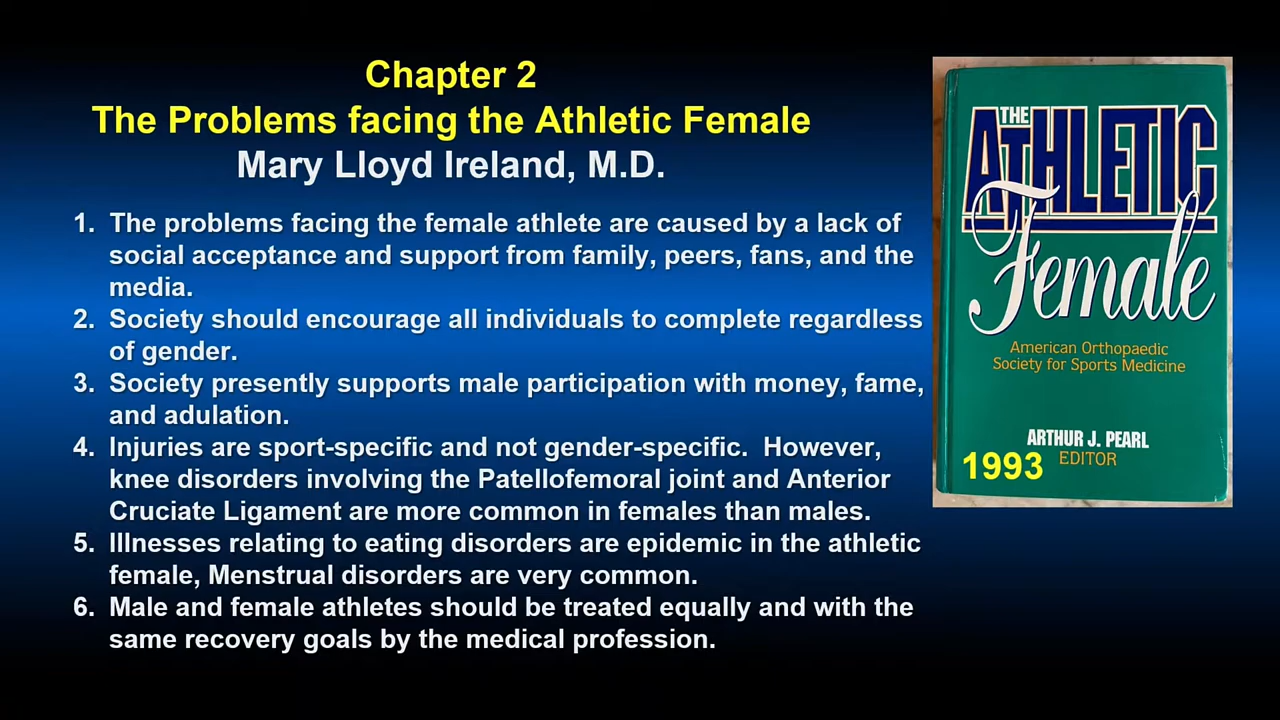 Chapter 2
The Problems facing the Athletic Female
Mary Lloyd Ireland, M.D.
1. The problems facing the female athlete are caused by a lack of
social acceptance and support from family, peers, fans, and the
media.
2. Society should encourage all individuals to complete regardless
of gender.
3. Society presently supports male participation with money, fame,
and adulation.
4. Injuries are sport-specific and not gender-specific.  However,
knee disorders involving the Patellofemoral joint and Anterior
Cruciate Ligament are more common in females than males.
5. Illnesses relating to eating disorders are epidemic in the athletic
female, Menstrual disorders are very common.
6. Male and female athletes should be treated equally and with the
same recovery goals by the medical profession.
THE
ATHLETIC
Female
American Orthopaedic
Society for Sports Medicine
ARTHUR J. PEARL
EDITOR
1993